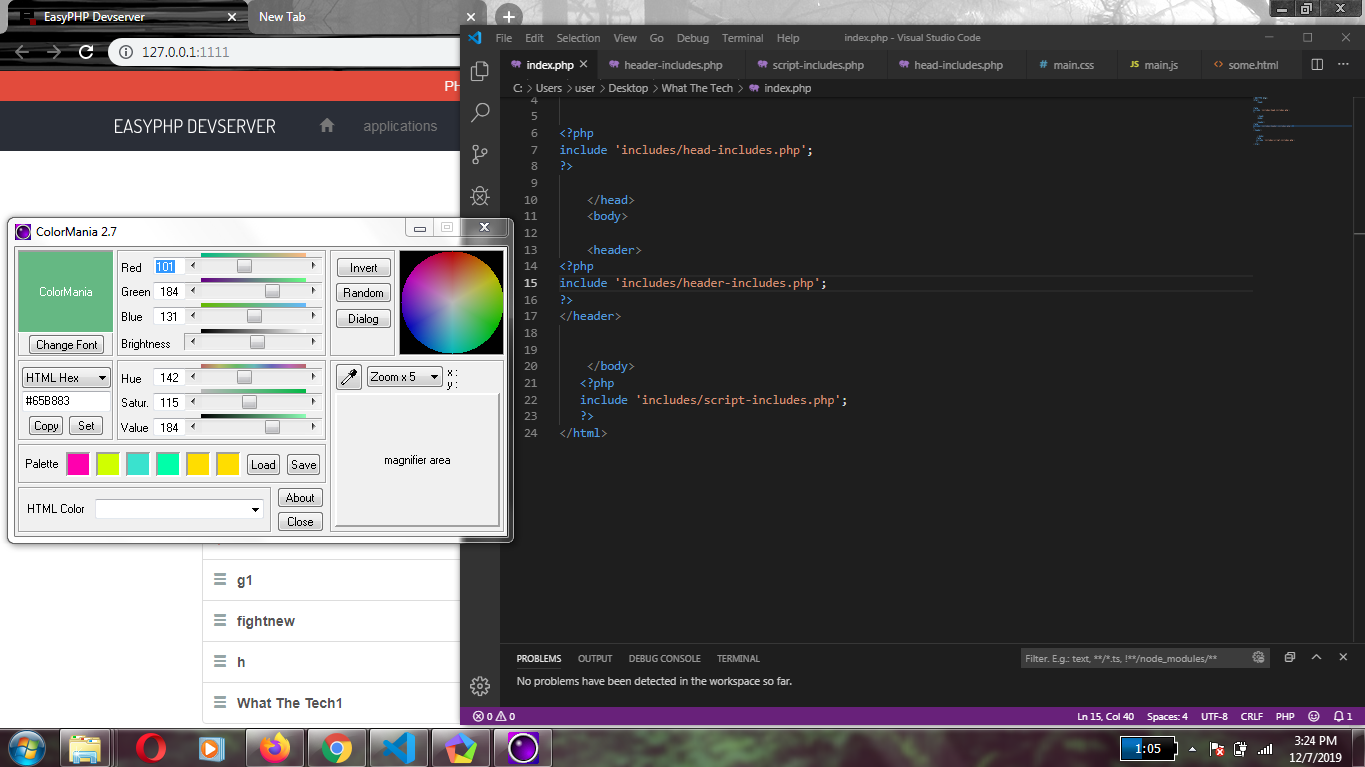 EasyPHP Devserver
New Tab
127.0.0.1:1111
PH
EASYPHP DEVSERVER
applications
File Edit Selection View Go Debug Terminal Help
index.php - Visual Studio Code
index.php
header-includes.php
script-includes.php
head-includes.php
# main.css
JS main.js
<> some.html
C: > Users > user > Desktop > What The Tech > index.php
4
5
6 <?php
7 include 'includes/head-includes.php';
8 ?>
9
10 </head>
11 <body>
12
13 <header>
14 <?php
15 include 'includes/header-includes.php';
16 ?>
17 </header>
18
19
20 </body>
21 <?php
22 include 'includes/script-includes.php';
23 ?>
24 </html>
ColorMania 2.7
ColorMania
Change Font
Red 101
Green 184
Blue 131
Brightness
Invert
Random
Dialog
HTML Hex
#65B883
Copy Set
Hue 142
Satur. 115
Value 184
Zoom x 5
x :
y :
magnifier area
Palette
Load Save
HTML Color
About
Close
g1
fightnew
h
What The Tech1
PROBLEMS OUTPUT DEBUG CONSOLE TERMINAL
Filter. E.g.: text, **/*.ts, !**/node_modules/**
No problems have been detected in the workspace so far.
0 0
Ln 15, Col 40 Spaces: 4 UTF-8 CRLF PHP 1
1:05
3:24 PM
12/7/2019